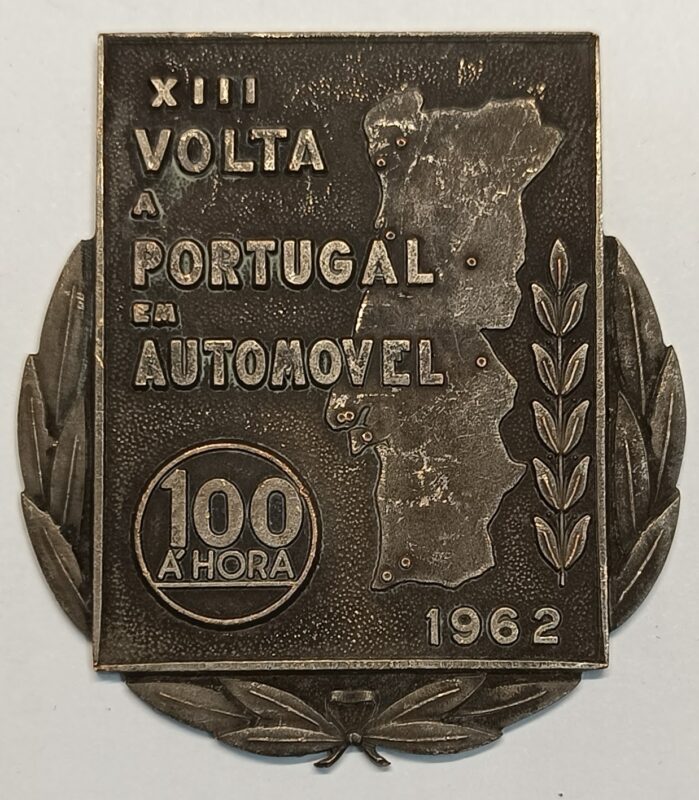 XIII
VOLTA
A
PORTUGAL
EM
AUTOMOVEL
100
Á HORA
1962